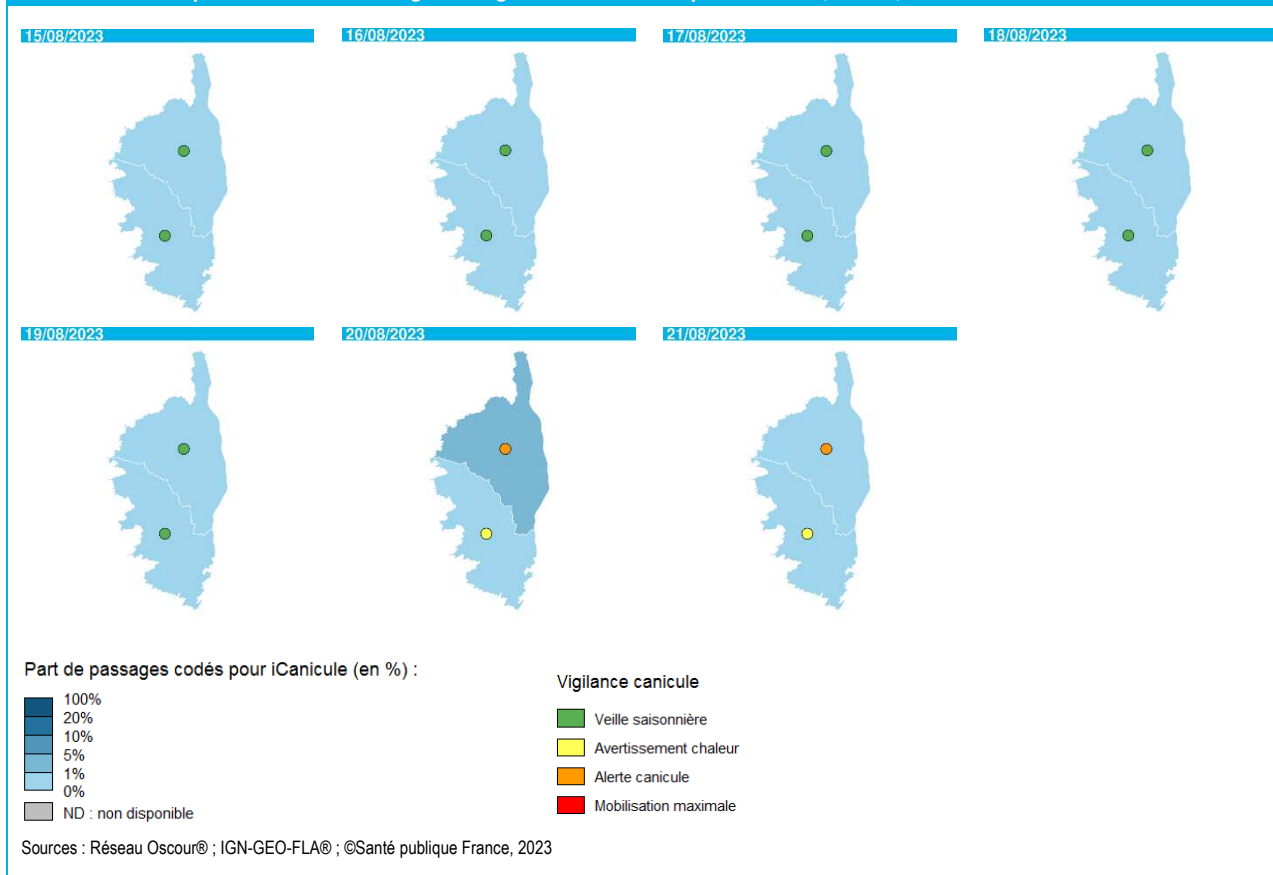 15/08/2023
16/08/2023
17/08/2023
18/08/2023
19/08/2023
20/08/2023
21/08/2023
Part de passages codés pour iCanicule (en %) :
100%
20%
10%
5%
1%
0%
ND : non disponible
Vigilance canicule
Veille saisonnière
Avertissement chaleur
Alerte canicule
Mobilisation maximale
Sources : Réseau Oscour® ; IGN-GEO-FLA® ; ©Santé publique France, 2023